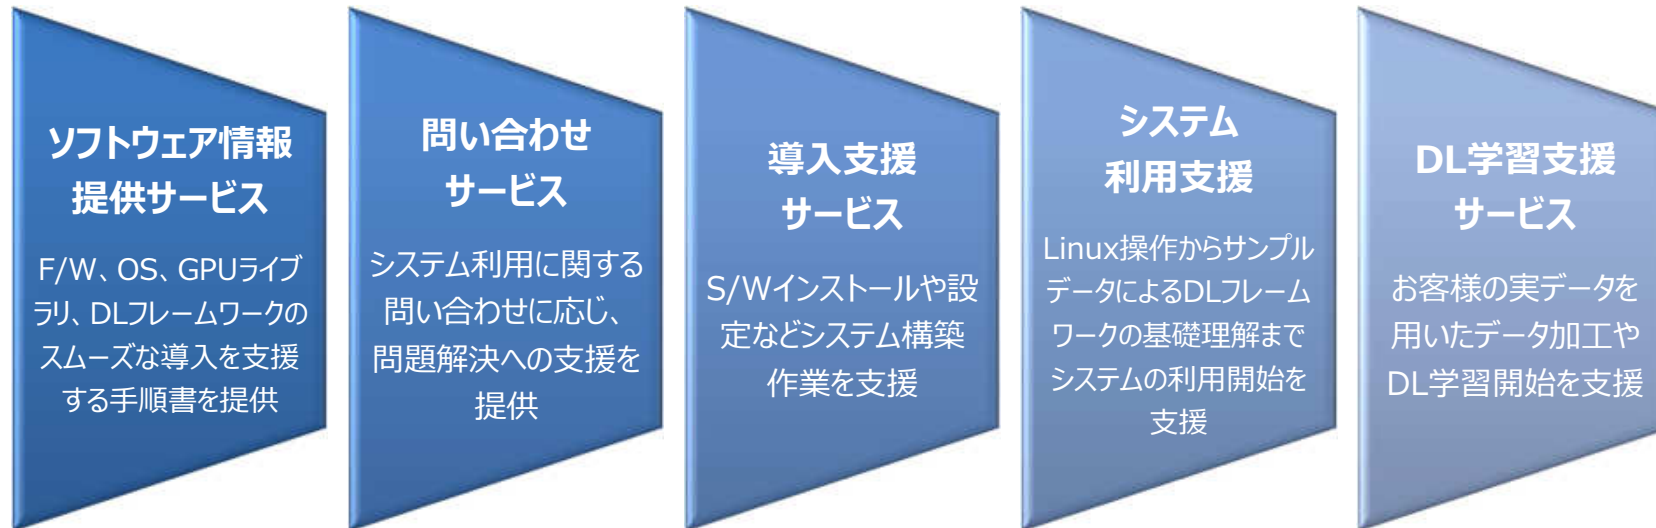 ソフトウェア情報
提供サービス
F/W、OS、GPUライブ
ラリ、DLフレームワークの
スムーズな導入を支援
する手順書を提供
問い合わせ
サービス
システム利用に関する
問い合わせに応じ、
問題解決への支援を
提供
導入支援
サービス
S/Wインストールや設
定などシステム構築
作業を支援
システム
利用支援
Linux操作からサンプル
データによるDLフレーム
ワークの基礎理解まで
システムの利用開始を
支援
DL学習支援
サービス
お客様の実データを
用いたデータ加工や
DL学習開始を支援